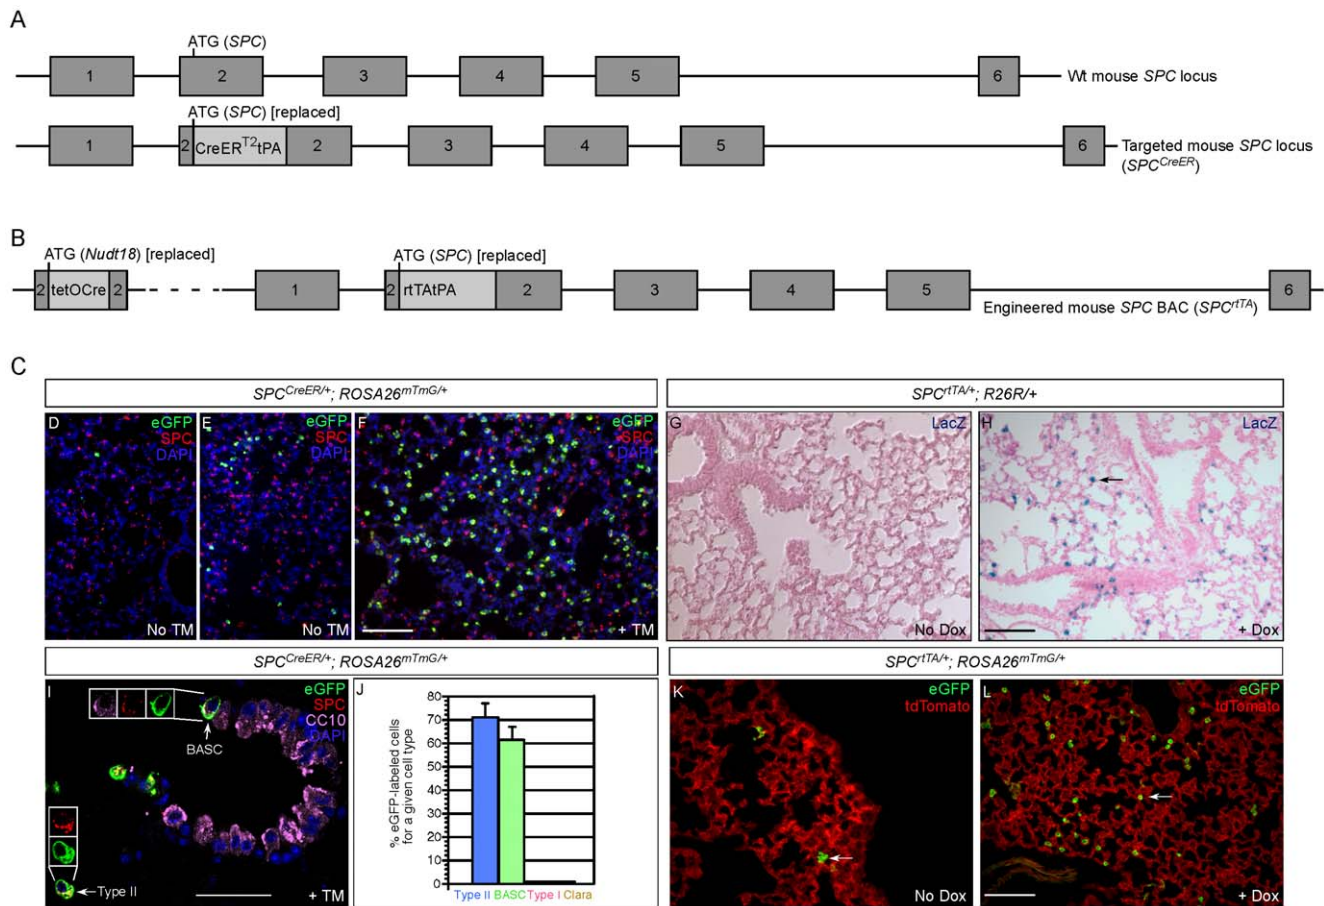 A
ATG (SPC)
1 2 3 4 5 6
Wt mouse SPC locus
ATG (SPC) [replaced]
1 2 CreER^T2tPA 2 3 4 5 6
Targeted mouse SPC locus
(SPC^CreER)
B
ATG (Nudt18) [replaced]
ATG (SPC) [replaced]
2 tetOCre 2 1 2 rtTAtPA 2 3 4 5 6
Engineered mouse SPC BAC (SPC^rtTA)
C
SPC^CreER/+; ROSA26^mTmG/+
D
eGFP
SPC
DAPI
No TM
E
eGFP
SPC
DAPI
No TM
F
eGFP
SPC
DAPI
+ TM
SPC^rtTA/+; R26R/+
G
LacZ
No Dox
H
LacZ
+ Dox
SPC^CreER/+; ROSA26^mTmG/+
I
eGFP
SPC
CC10
DAPI
BASC
Type II
+ TM
J
% eGFP-labeled cells
for a given cell type
80
70
60
50
40
30
20
10
0
Type II BASC Type I Clara
SPC^rtTA/+; ROSA26^mTmG/+
K
eGFP
tdTomato
No Dox
L
eGFP
tdTomato
+ Dox